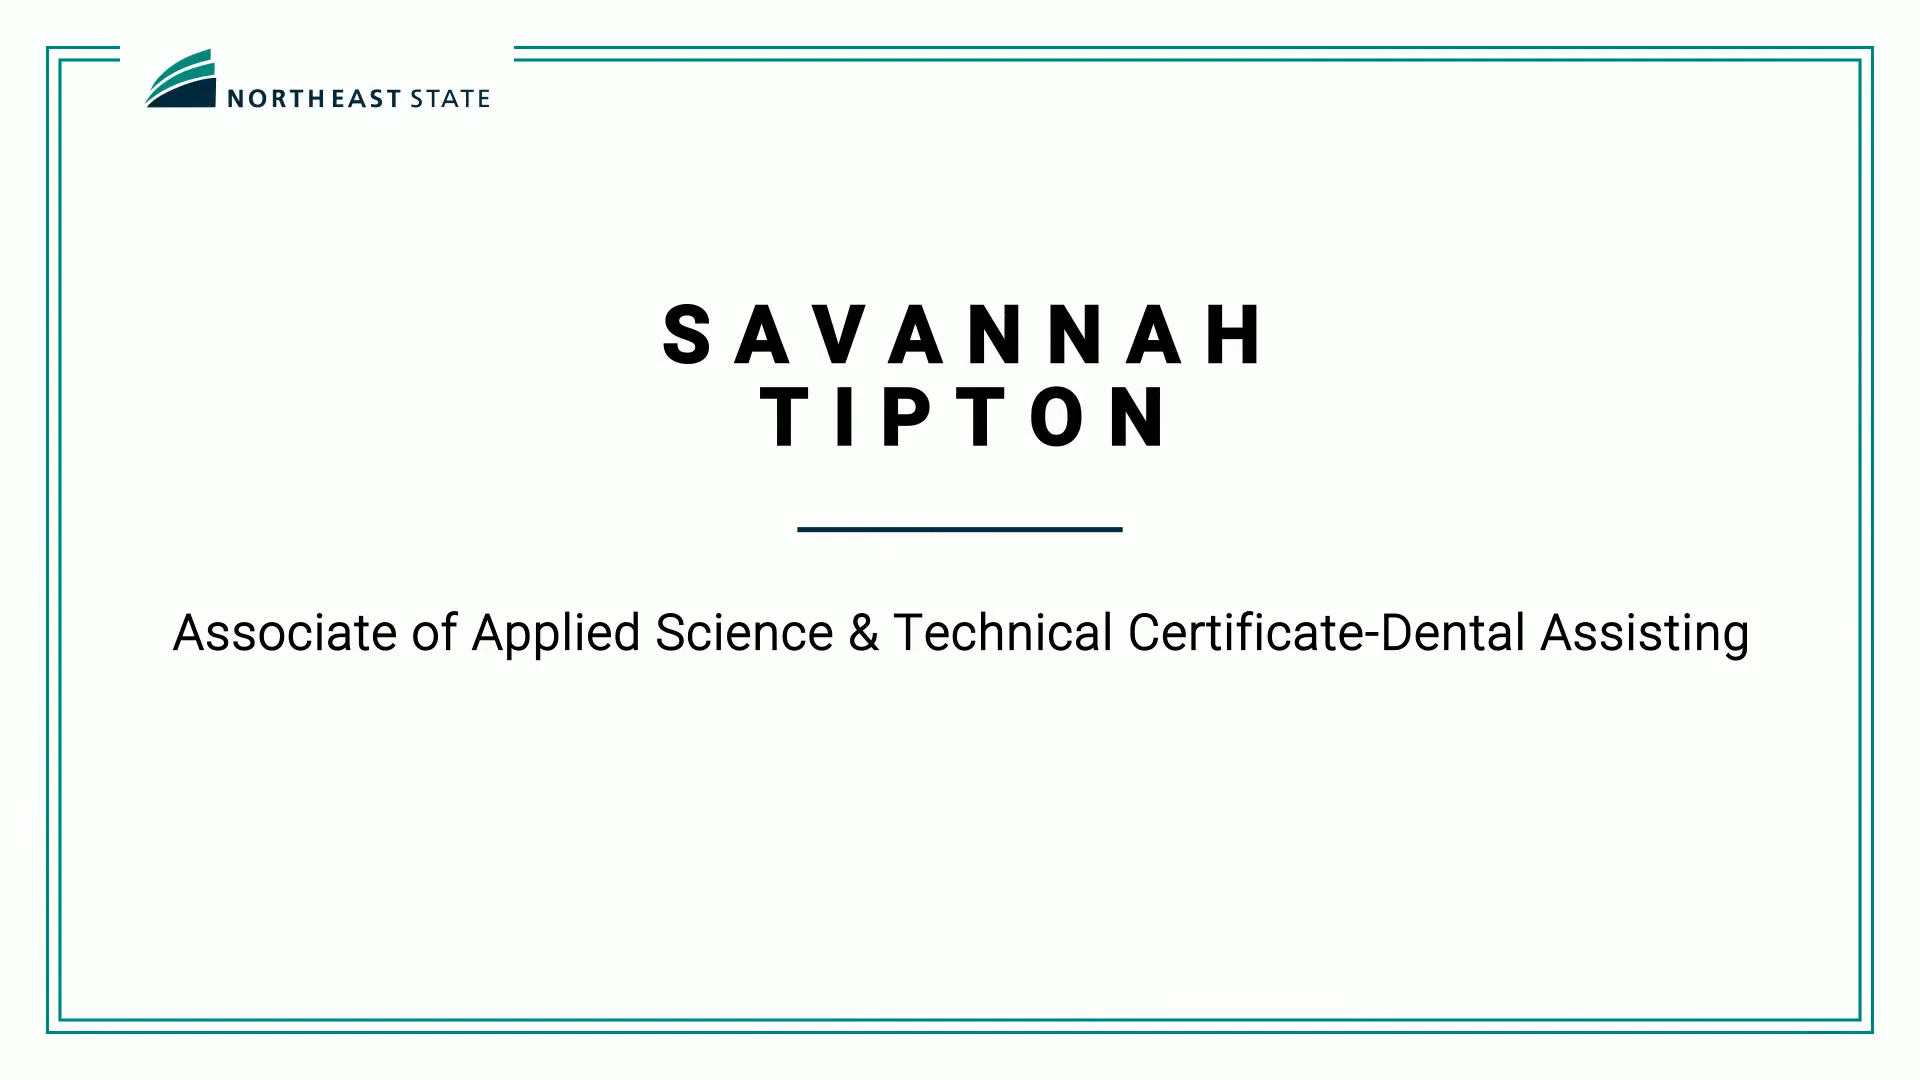 NORTHEAST STATE
SAVANNAH
TIPTON
Associate of Applied Science & Technical Certificate-Dental Assisting